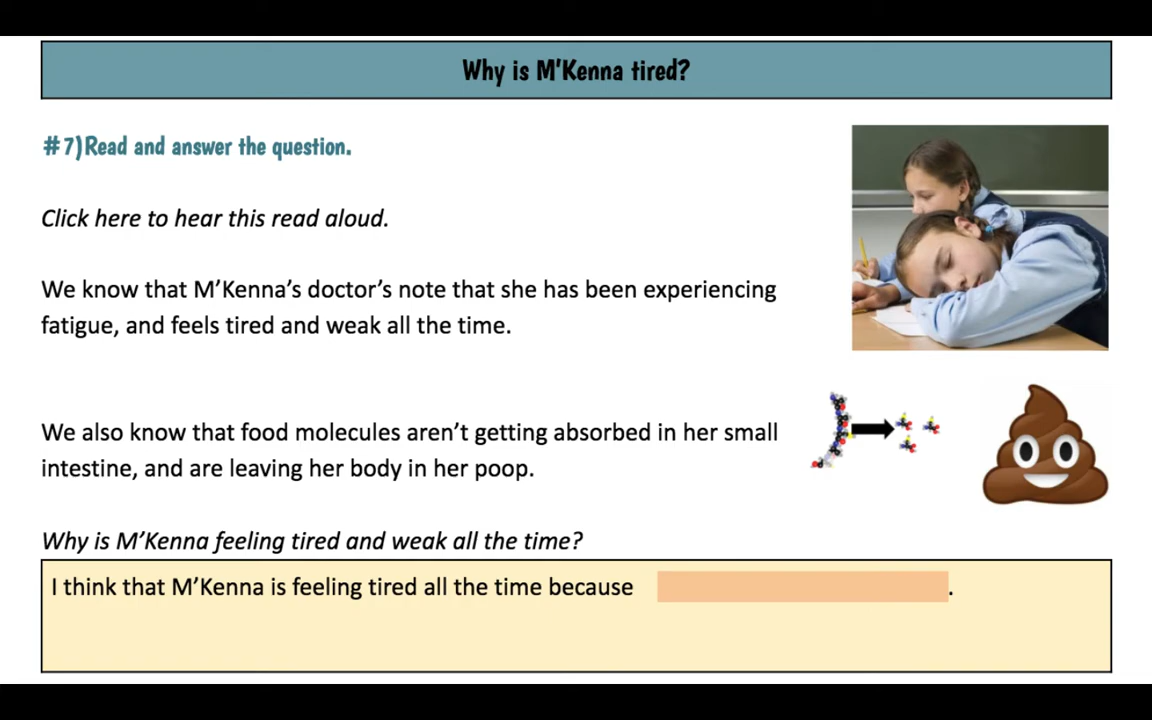 Why is M'Kenna tired?
#7)Read and answer the question.
Click here to hear this read aloud.
We know that M’Kenna’s doctor’s note that she has been experiencing
fatigue, and feels tired and weak all the time.
We also know that food molecules aren’t getting absorbed in her small
intestine, and are leaving her body in her poop.
Why is M’Kenna feeling tired and weak all the time?
I think that M’Kenna is feeling tired all the time because .